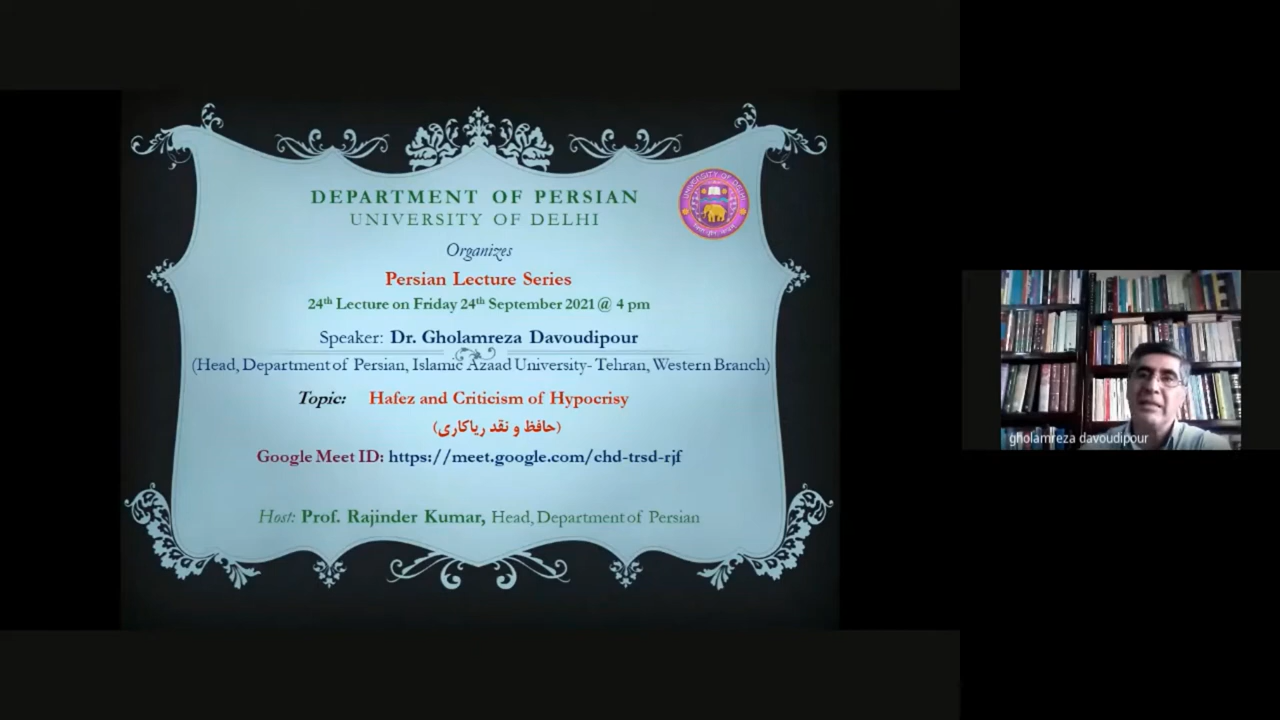 DEPARTMENT OF PERSIAN
UNIVERSITY OF DELHI
UNIVERSITY OF DELHI
Organizes
Persian Lecture Series
24th Lecture on Friday 24th September 2021 @ 4 pm
Speaker: Dr. Gholamreza Davoudipour
(Head, Department of Persian, Islamic Azaad University- Tehran, Western Branch)
Topic: Hafez and Criticism of Hypocrisy
(حافظ و نقد ریاکاری)
Google Meet ID: https://meet.google.com/chd-trsd-rjf
Host: Prof. Rajinder Kumar, Head, Department of Persian
gholamreza davoudipour